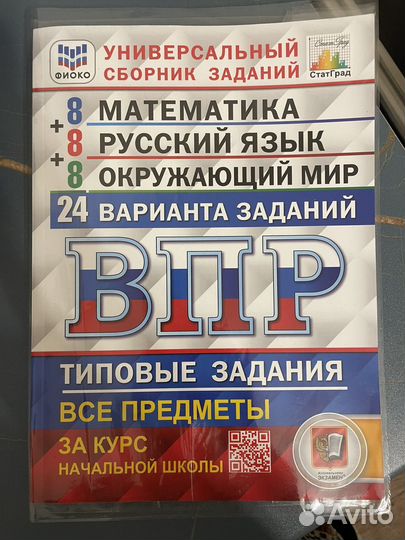 УНИВЕРСАЛЬНЫЙ
СБОРНИК ЗАДАНИЙ
ФИОКО
СтатГрад
8 МАТЕМАТИКА
+
8 РУССКИЙ ЯЗЫК
+
8 ОКРУЖАЮЩИЙ МИР
24 ВАРИАНТА ЗАДАНИЙ
ВПР
ТИПОВЫЕ ЗАДАНИЯ
ВСЕ ПРЕДМЕТЫ
ЗА КУРС
НАЧАЛЬНОЙ ШКОЛЫ
ЭКЗАМЕН
Avito